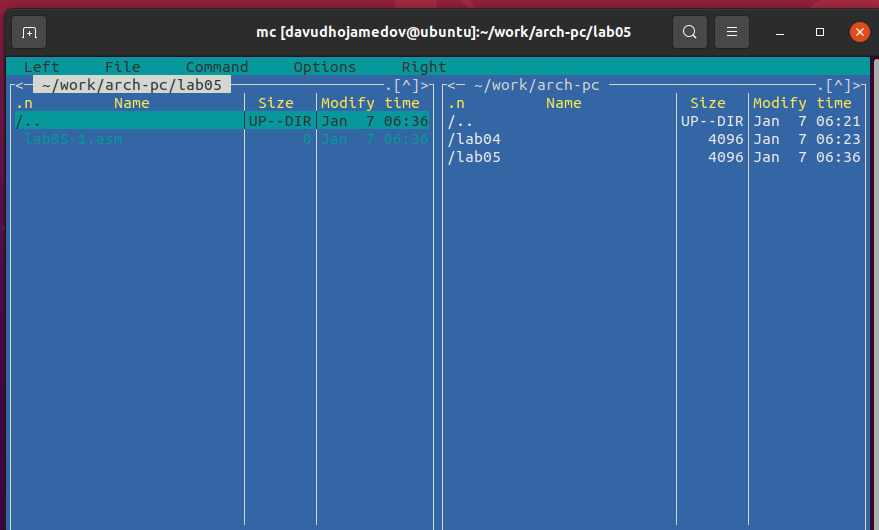 mc [davudhojamedov@ubuntu]:~/work/arch-pc/lab05
Left File Command Options Right
<─ ~/work/arch-pc/lab05 ─.[^]> <─ ~/work/arch-pc ─.[^]>
.n Name Size Modify time .n Name Size Modify time
/.. UP--DIR Jan 7 06:36 /.. UP--DIR Jan 7 06:21
lab05-1.asm 0 Jan 7 06:36 /lab04 4096 Jan 7 06:23
/lab05 4096 Jan 7 06:36